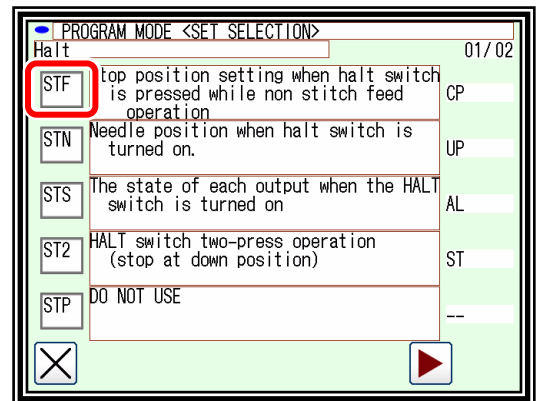 PROGRAM MODE <SET SELECTION>
Halt 01/02
STF
top position setting when halt switch
is pressed while non stitch feed
operation
CP
STN
Needle position when halt switch is
turned on.
UP
STS
The state of each output when the HALT
switch is turned on
AL
ST2
HALT switch two-press operation
(stop at down position)
ST
STP
DO NOT USE
--